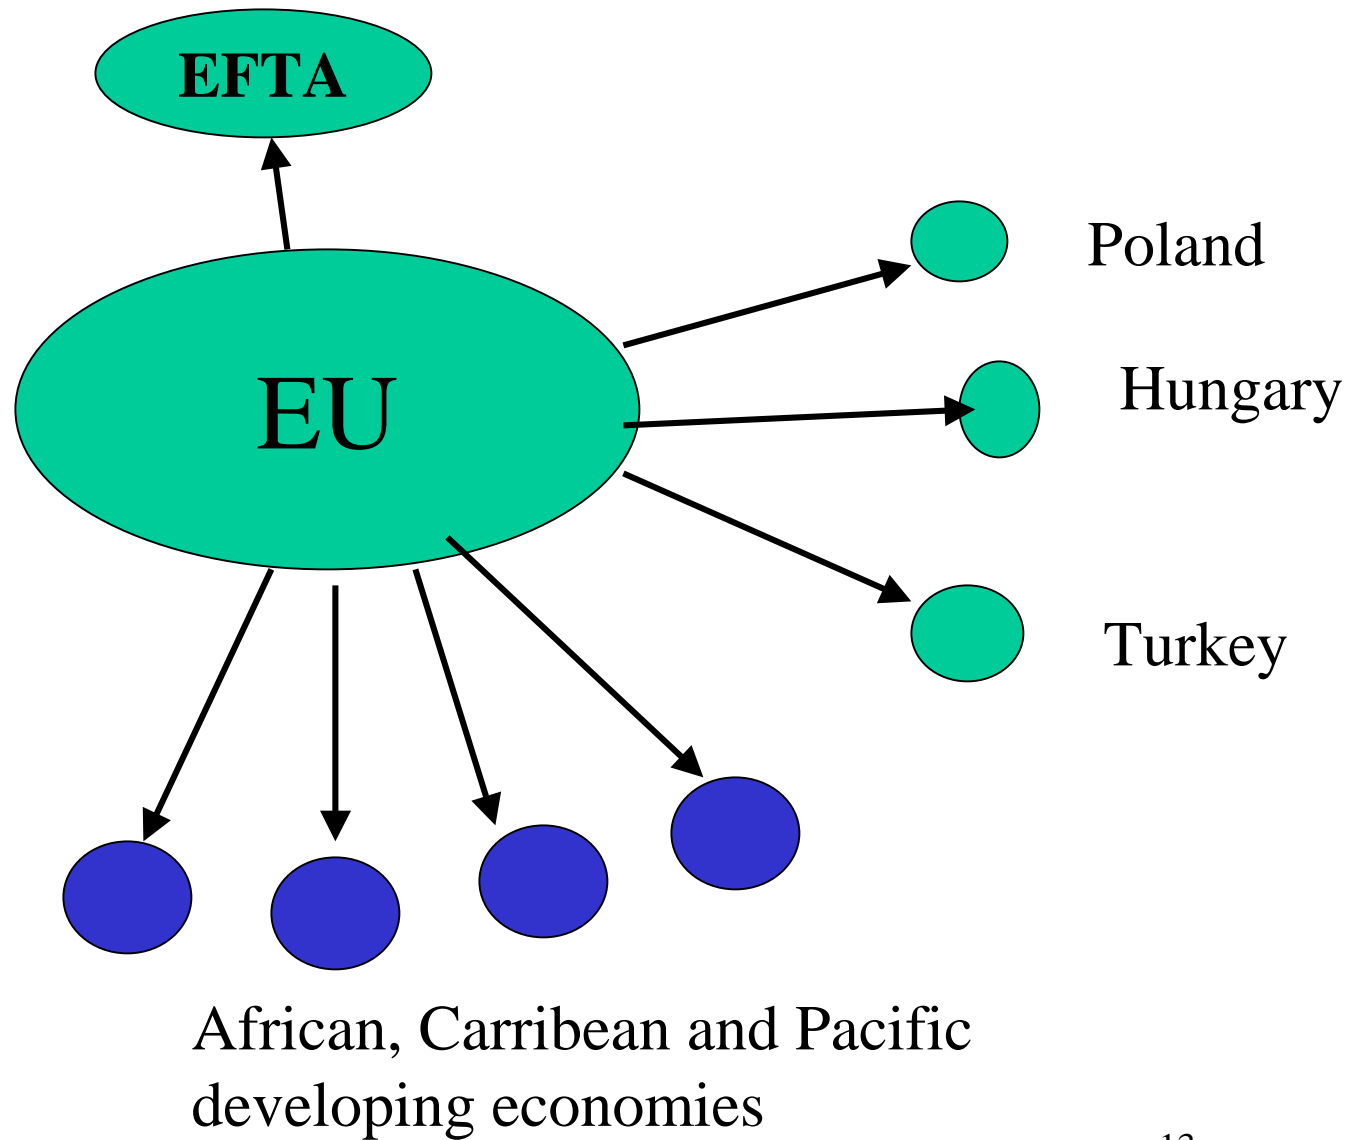 EFTA
Poland
Hungary
EU
Turkey
African, Carribean and Pacific
developing economies